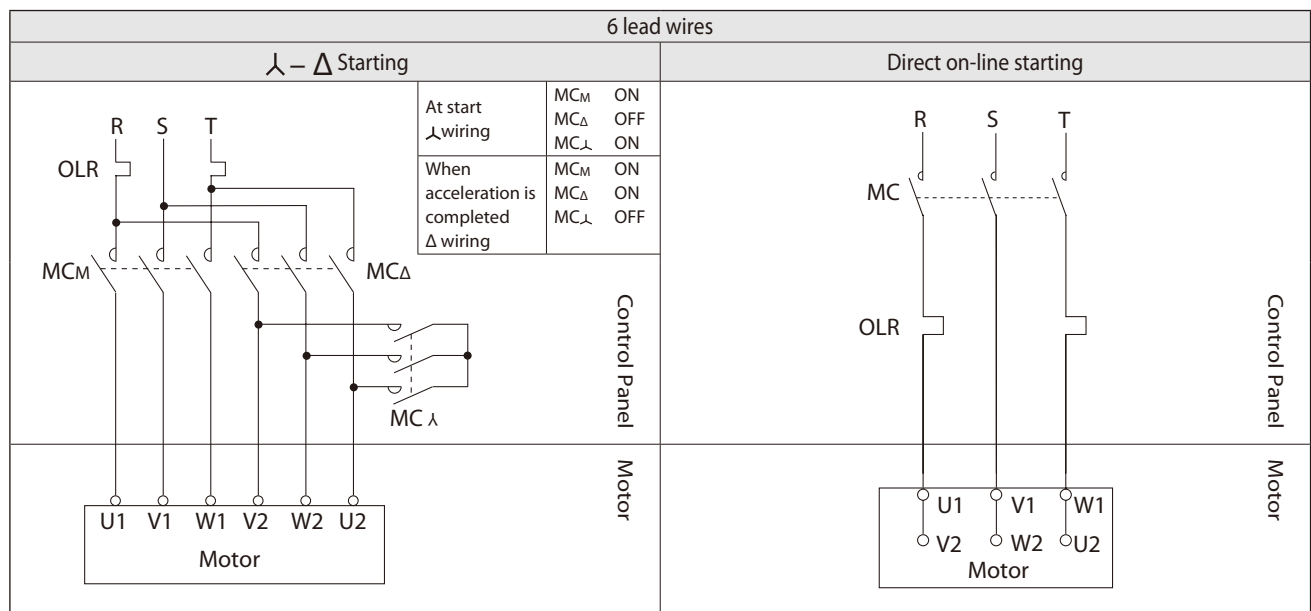 6 lead wires
⅄ – Δ Starting
Direct on-line starting
At start
⅄ wiring
MCM ON
MCΔ OFF
MC⅄ ON
When
acceleration is
completed
Δ wiring
MCM ON
MCΔ ON
MC⅄ OFF
R S T
OLR
MCM
MCΔ
MC⅄
Control Panel
Motor
U1 V1 W1 V2 W2 U2
Motor
R S T
MC
OLR
Control Panel
Motor
U1 V1 W1
V2 W2 U2
Motor